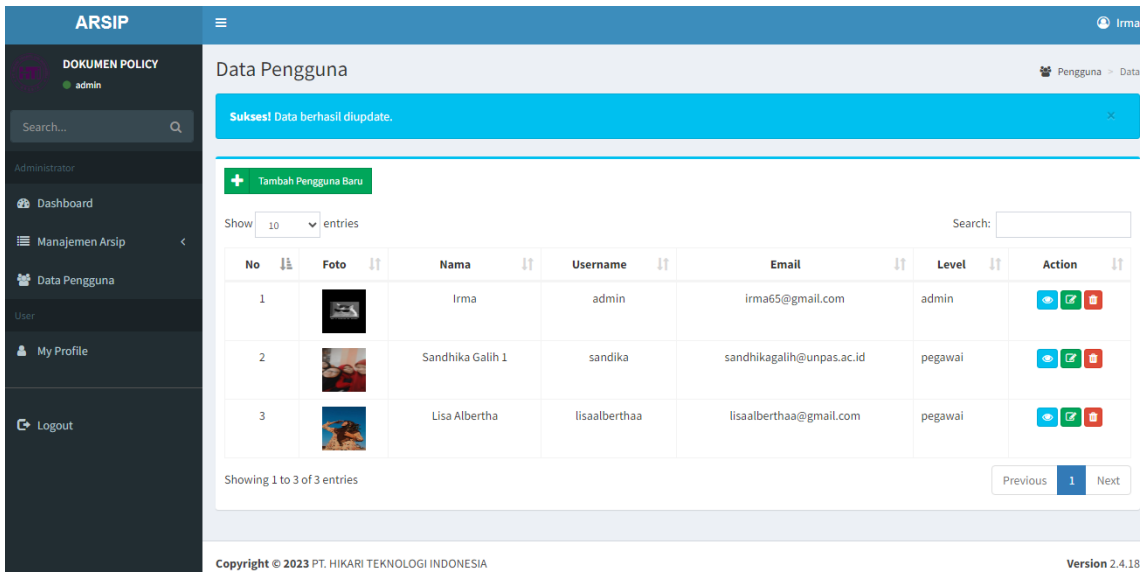 ARSIP
Irma
DOKUMEN POLICY
admin
Data Pengguna
Pengguna > Data
Search...
Sukses! Data berhasil diupdate. ×
Administrator
Tambah Pengguna Baru
Dashboard
Show 10 entries
Search:
Manajemen Arsip
No Foto Nama Username Email Level Action
Data Pengguna
1 Irma admin irma65@gmail.com admin
User
My Profile
2 Sandhika Galih 1 sandika sandhikagalih@unpas.ac.id pegawai
3 Lisa Albertha lisaalberthaa lisaalberthaa@gmail.com pegawai
Logout
Showing 1 to 3 of 3 entries
Previous 1 Next
Copyright © 2023 PT. HIKARI TEKNOLOGI INDONESIA
Version 2.4.18